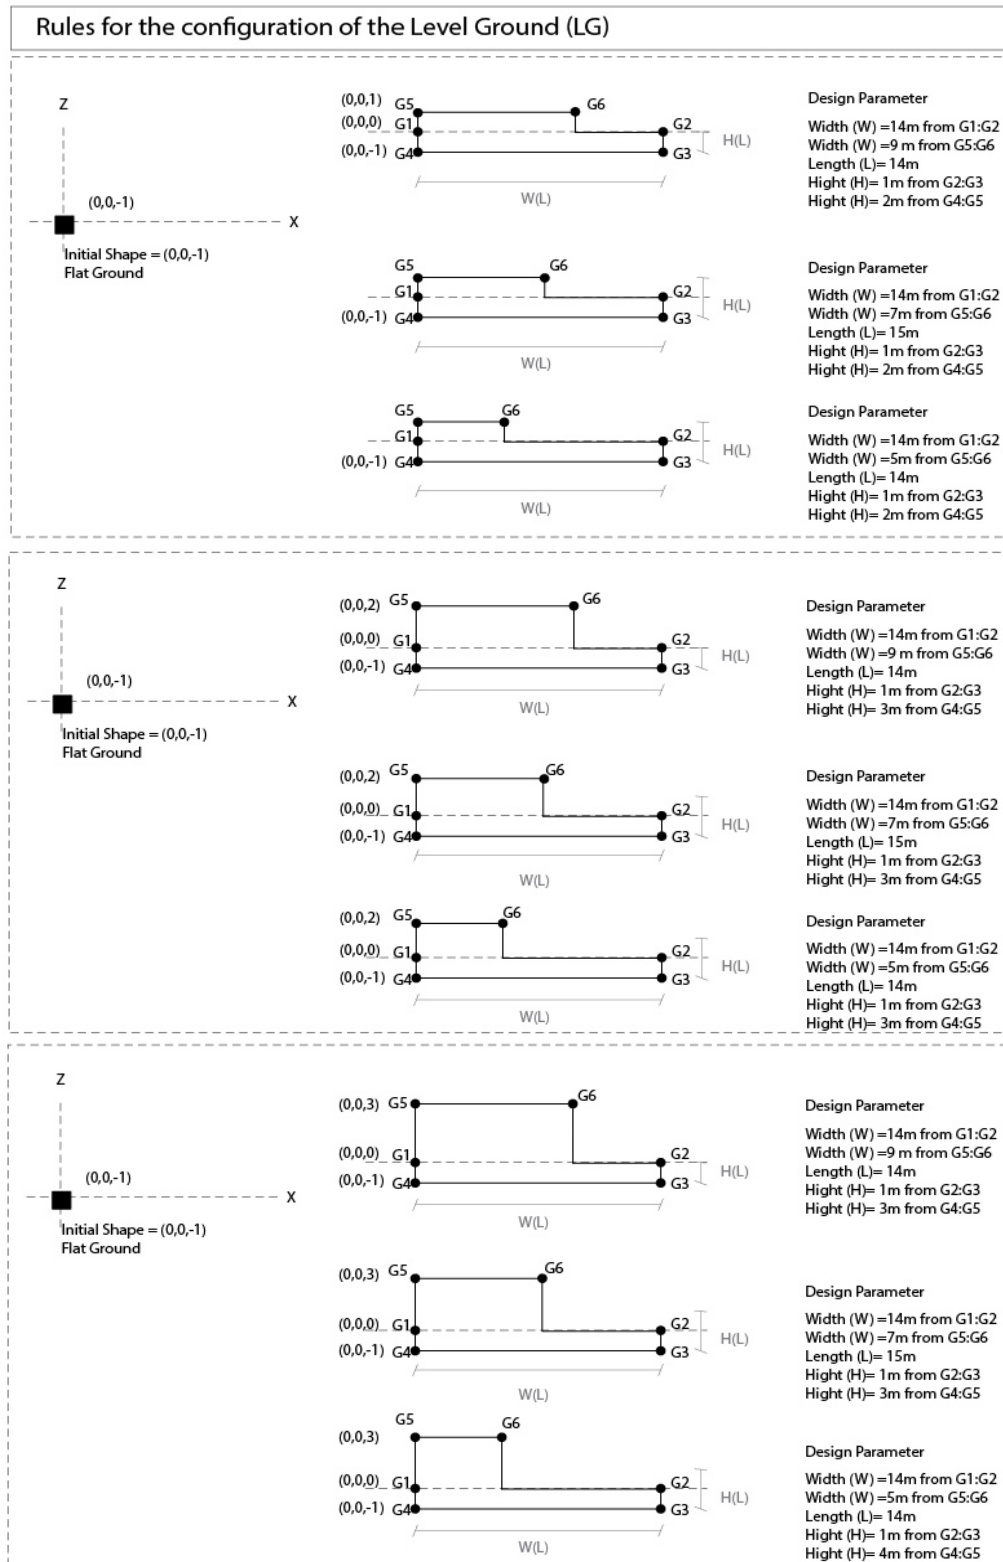 Rules for the configuration of the Level Ground (LG)
Z
(0,0,-1)
X
Initial Shape = (0,0,-1)
Flat Ground
(0,0,1) G5 G6
(0,0,0) G1 G2
(0,0,-1) G4 G3 H(L)
W(L)
Design Parameter
Width (W) =14m from G1:G2
Width (W) =9 m from G5:G6
Length (L)= 14m
Hight (H)= 1m from G2:G3
Hight (H)= 2m from G4:G5
G5 G6
G1 G2
(0,0,-1) G4 G3 H(L)
W(L)
Design Parameter
Width (W) =14m from G1:G2
Width (W) =7m from G5:G6
Length (L)= 15m
Hight (H)= 1m from G2:G3
Hight (H)= 2m from G4:G5
G5 G6
G1 G2
(0,0,-1) G4 G3 H(L)
W(L)
Design Parameter
Width (W) =14m from G1:G2
Width (W) =5m from G5:G6
Length (L)= 14m
Hight (H)= 1m from G2:G3
Hight (H)= 2m from G4:G5
Z
(0,0,-1)
X
Initial Shape = (0,0,-1)
Flat Ground
(0,0,2) G5 G6
(0,0,0) G1 G2
(0,0,-1) G4 G3 H(L)
W(L)
Design Parameter
Width (W) =14m from G1:G2
Width (W) =9 m from G5:G6
Length (L)= 14m
Hight (H)= 1m from G2:G3
Hight (H)= 3m from G4:G5
(0,0,2) G5 G6
(0,0,0) G1 G2
(0,0,-1) G4 G3 H(L)
W(L)
Design Parameter
Width (W) =14m from G1:G2
Width (W) =7m from G5:G6
Length (L)= 15m
Hight (H)= 1m from G2:G3
Hight (H)= 3m from G4:G5
(0,0,2) G5 G6
(0,0,0) G1 G2
(0,0,-1) G4 G3 H(L)
W(L)
Design Parameter
Width (W) =14m from G1:G2
Width (W) =5m from G5:G6
Length (L)= 14m
Hight (H)= 1m from G2:G3
Hight (H)= 3m from G4:G5
Z
(0,0,-1)
X
Initial Shape = (0,0,-1)
Flat Ground
(0,0,3) G5 G6
(0,0,0) G1 G2
(0,0,-1) G4 G3 H(L)
W(L)
Design Parameter
Width (W) =14m from G1:G2
Width (W) =9 m from G5:G6
Length (L)= 14m
Hight (H)= 1m from G2:G3
Hight (H)= 3m from G4:G5
(0,0,3) G5 G6
(0,0,0) G1 G2
(0,0,-1) G4 G3 H(L)
W(L)
Design Parameter
Width (W) =14m from G1:G2
Width (W) =7m from G5:G6
Length (L)= 15m
Hight (H)= 1m from G2:G3
Hight (H)= 3m from G4:G5
(0,0,3) G5 G6
(0,0,0) G1 G2
(0,0,-1) G4 G3 H(L)
W(L)
Design Parameter
Width (W) =14m from G1:G2
Width (W) =5m from G5:G6
Length (L)= 14m
Hight (H)= 1m from G2:G3
Hight (H)= 4m from G4:G5